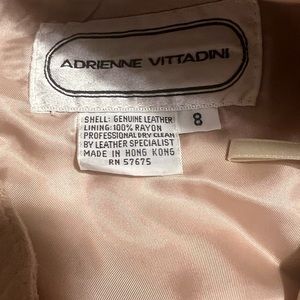 ADRIENNE VITTADINI
SHELL: GENUINE LEATHER
LINING: 100% RAYON
PROFESSIONAL DRY CLEAN
BY LEATHER SPECIALIST
MADE IN HONG KONG
RN 57675
8